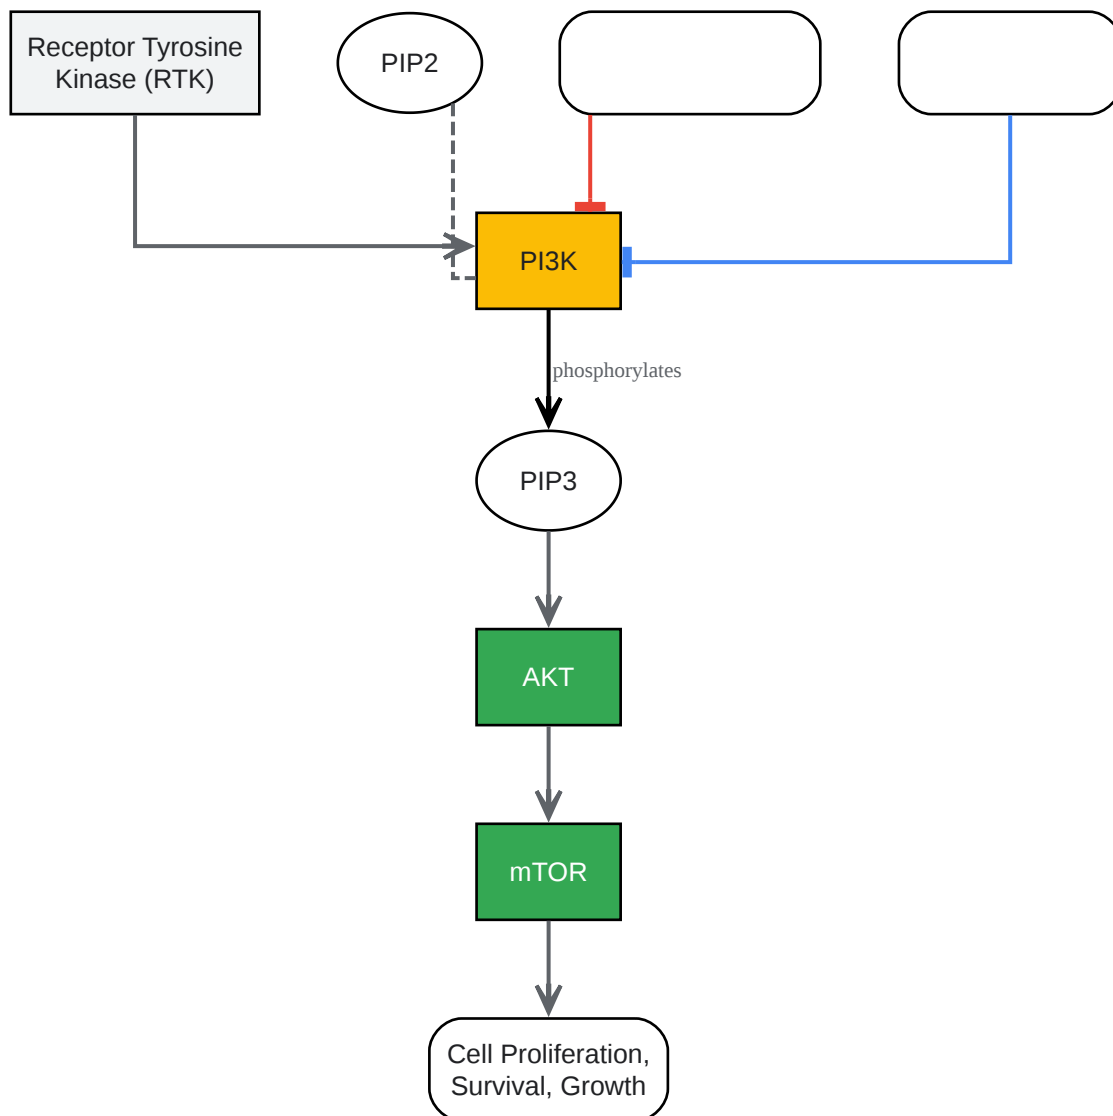 Receptor Tyrosine
Kinase (RTK)
PIP2
PI3K
phosphorylates
PIP3
AKT
mTOR
Cell Proliferation,
Survival, Growth